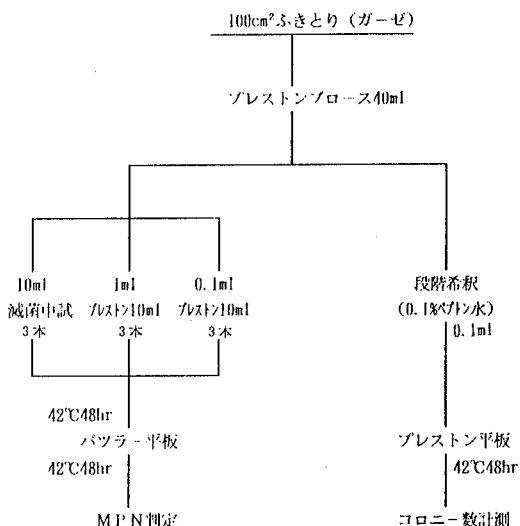 100cm²ふきとり (ガーゼ)
プレストンブロース40ml
10ml 1ml 0.1ml
滅菌中試 プレストン10ml プレストン10ml
3本 3本 3本
段階希釈
(0.1%ペプトン水)
0.1ml
42℃48hr
バツラー平板
42℃48hr
MPN判定
プレストン平板
42℃48hr
コロニー数計測